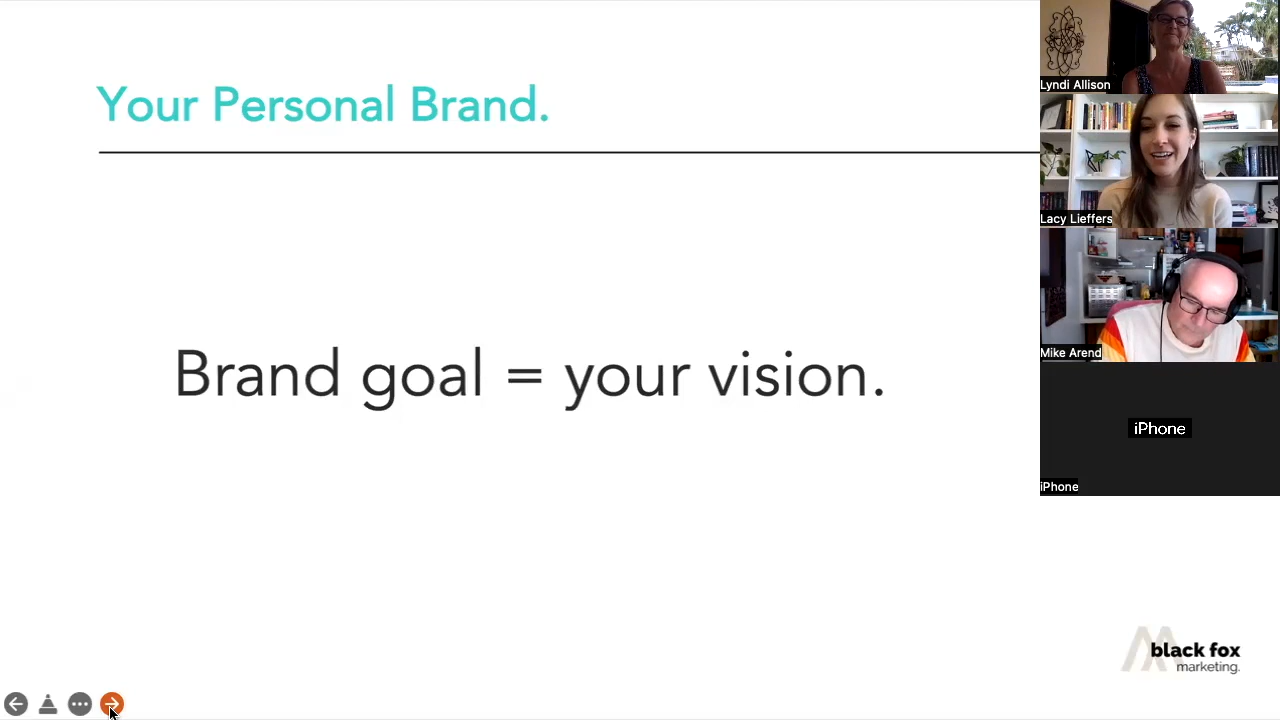 Your Personal Brand.
Brand goal = your vision.
Lyndi Allison
Lacy Lieffers
Mike Arend
iPhone
iPhone
black fox
marketing.